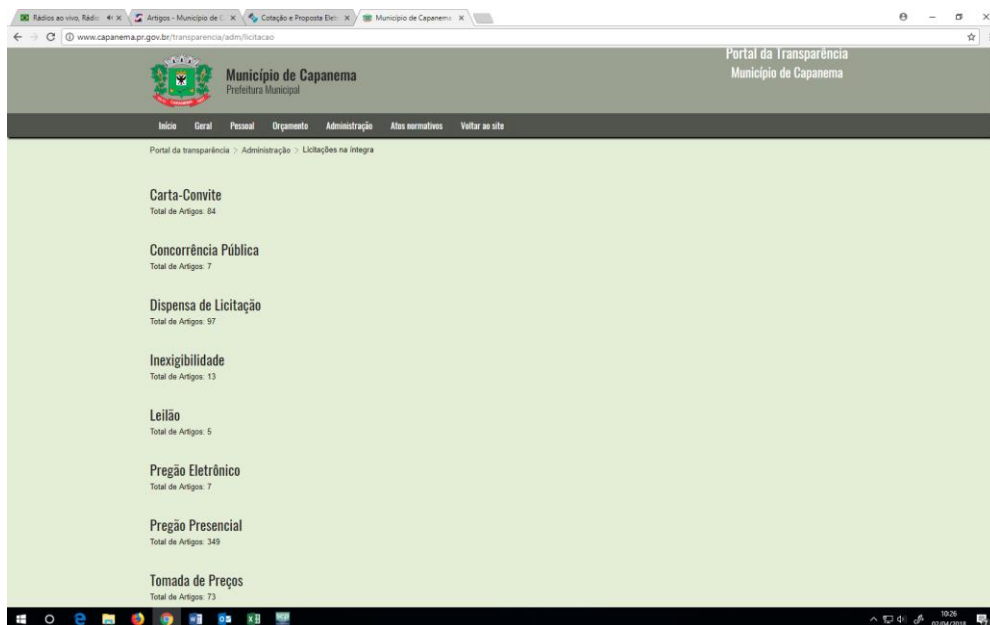 Rádios ao vivo, Rádio
Artigos - Município de C
Cotação e Proposta Elet
Município de Capanema
www.capanema.pr.gov.br/transparencia/adm/licitacao
Município de Capanema
Prefeitura Municipal
Portal da Transparência
Município de Capanema
Início Geral Pessoal Orçamento Administração Atos normativos Voltar ao site
Portal da transparência > Administração > Licitações na íntegra
Carta-Convite
Total de Artigos: 84
Concorrência Pública
Total de Artigos: 7
Dispensa de Licitação
Total de Artigos: 97
Inexigibilidade
Total de Artigos: 13
Leilão
Total de Artigos: 5
Pregão Eletrônico
Total de Artigos: 7
Pregão Presencial
Total de Artigos: 349
Tomada de Preços
Total de Artigos: 73
10:26
02/04/2018